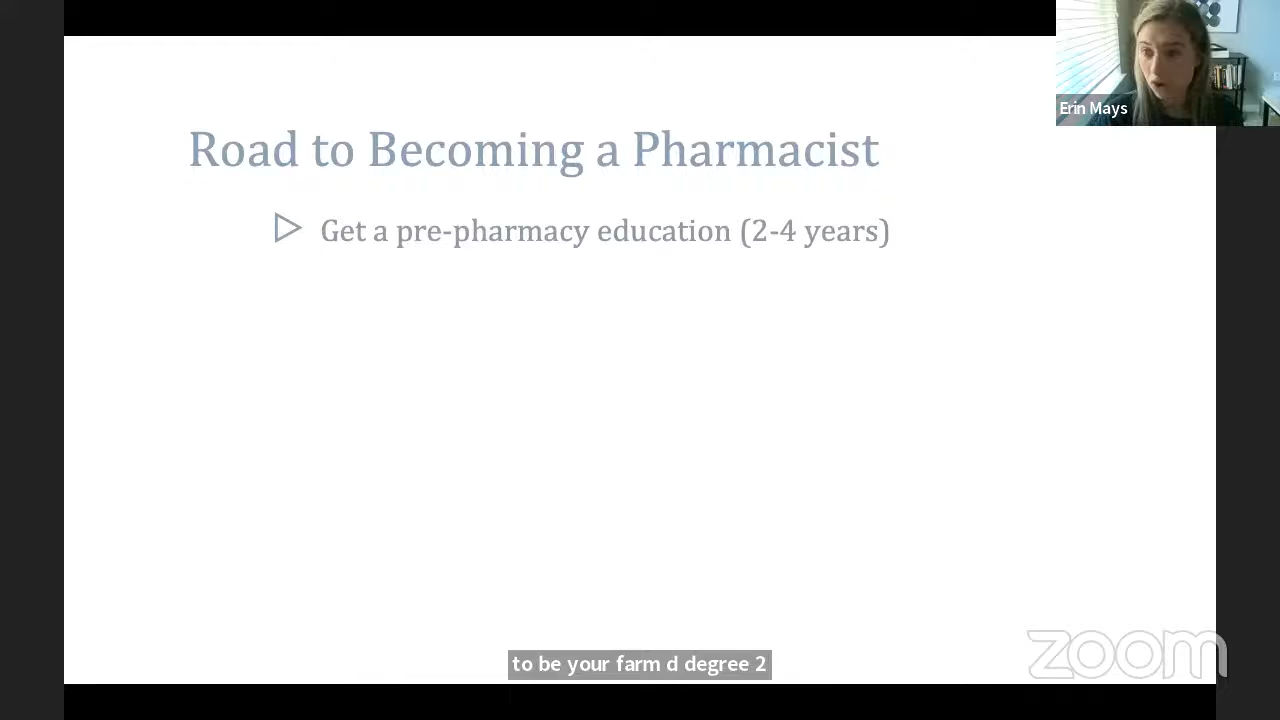 Erin Mays
Road to Becoming a Pharmacist
Get a pre-pharmacy education (2-4 years)
to be your farm d degree 2
zoom